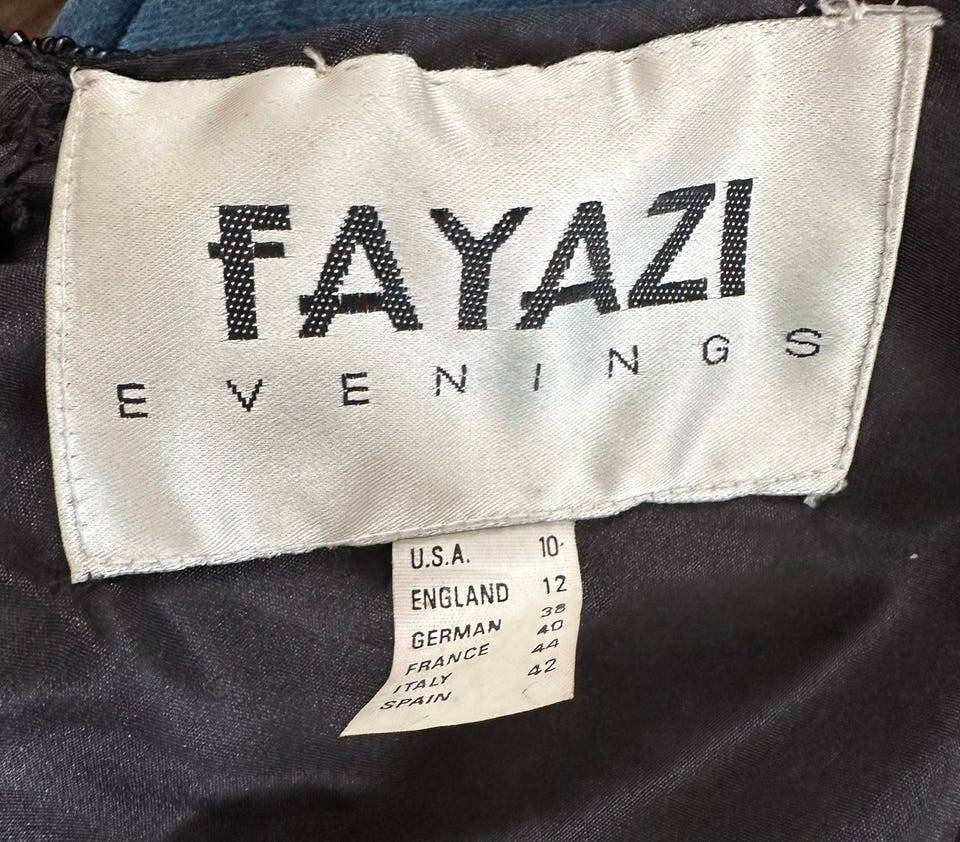 FAYAZI
EVENINGS
U.S.A. 10
ENGLAND 12
GERMAN 38
FRANCE 40
ITALY 44
SPAIN 42